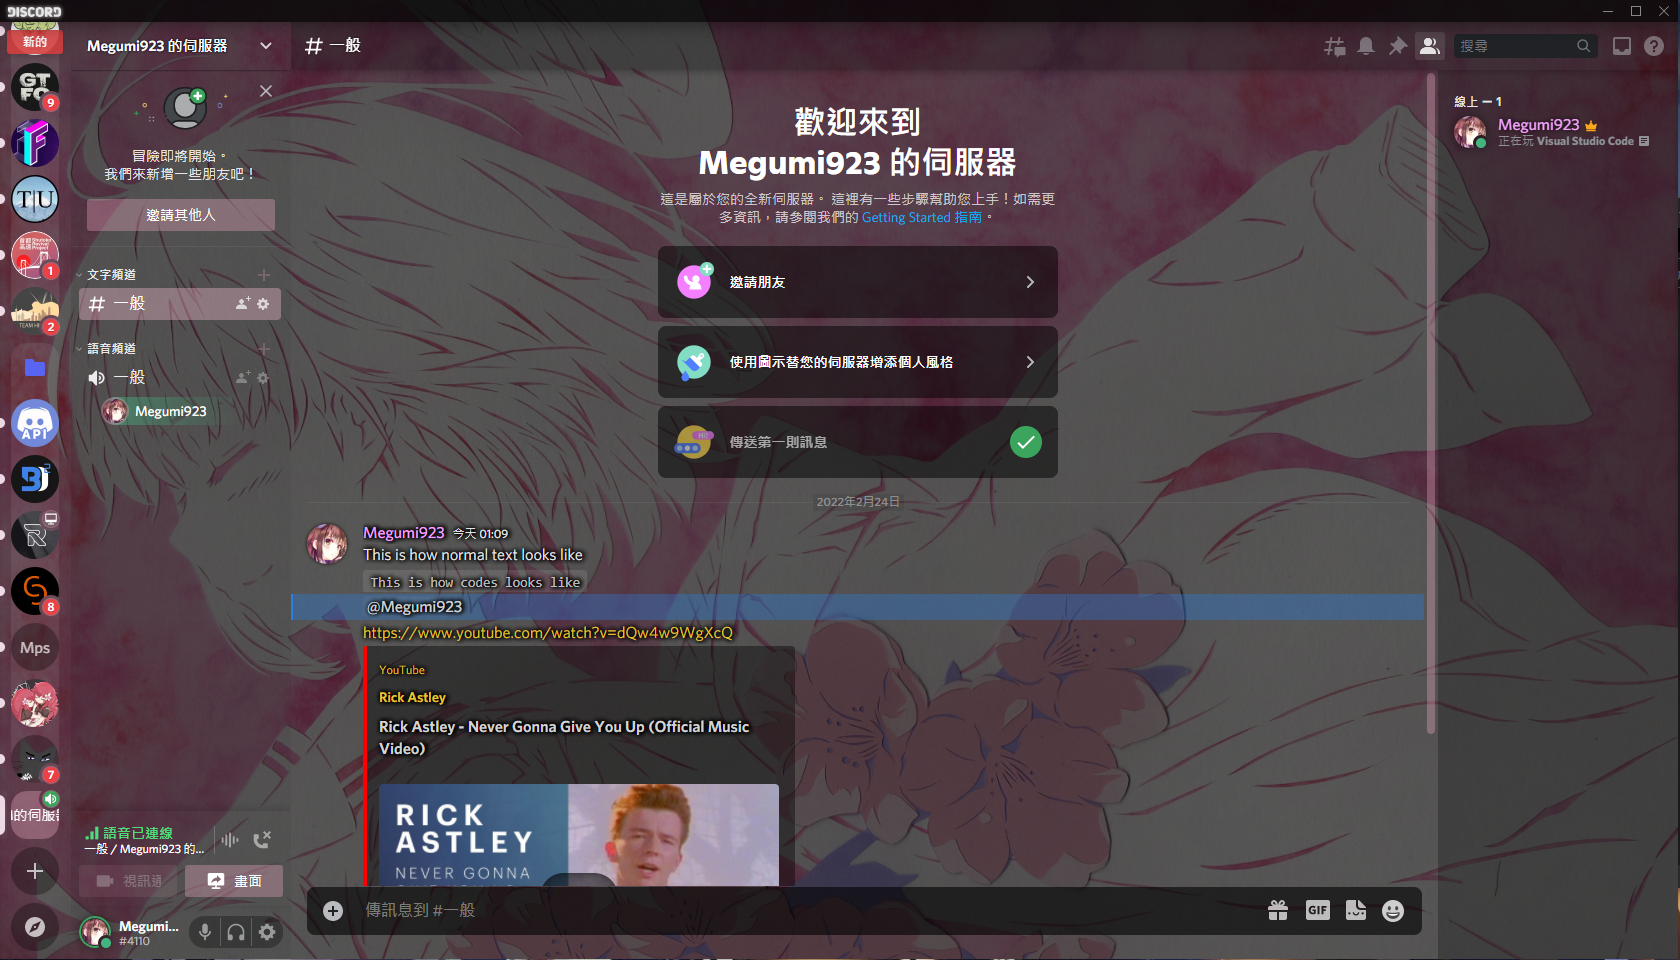 DISCORD
新的
GT
FO
9
T|U
1
TEAM HI
2
API
2
8
Mps
7
的伺服器
Megumi923 的伺服器
冒險即將開始。
我們來新增一些朋友吧！
邀請其他人
文字頻道
一般
語音頻道
一般
Megumi923
語音已連線
一般 / Megumi923 的...
視訊通
畫面
Megumi...
#4110
# 一般
搜尋
歡迎來到
Megumi923 的伺服器
這是屬於您的全新伺服器。 這裡有一些步驟幫助您上手！如需更
多資訊，請參閱我們的 Getting Started 指南。
邀請朋友
使用圖示替您的伺服器增添個人風格
Hi!
傳送第一則訊息
2022年2月24日
Megumi923 今天 01:09
This is how normal text looks like
This is how codes looks like
@Megumi923
https://www.youtube.com/watch?v=dQw4w9WgXcQ
YouTube
Rick Astley
Rick Astley - Never Gonna Give You Up (Official Music
Video)
RICK
ASTLEY
NEVER GONNA
傳訊息到 #一般
GIF
線上 — 1
Megumi923
正在玩 Visual Studio Code